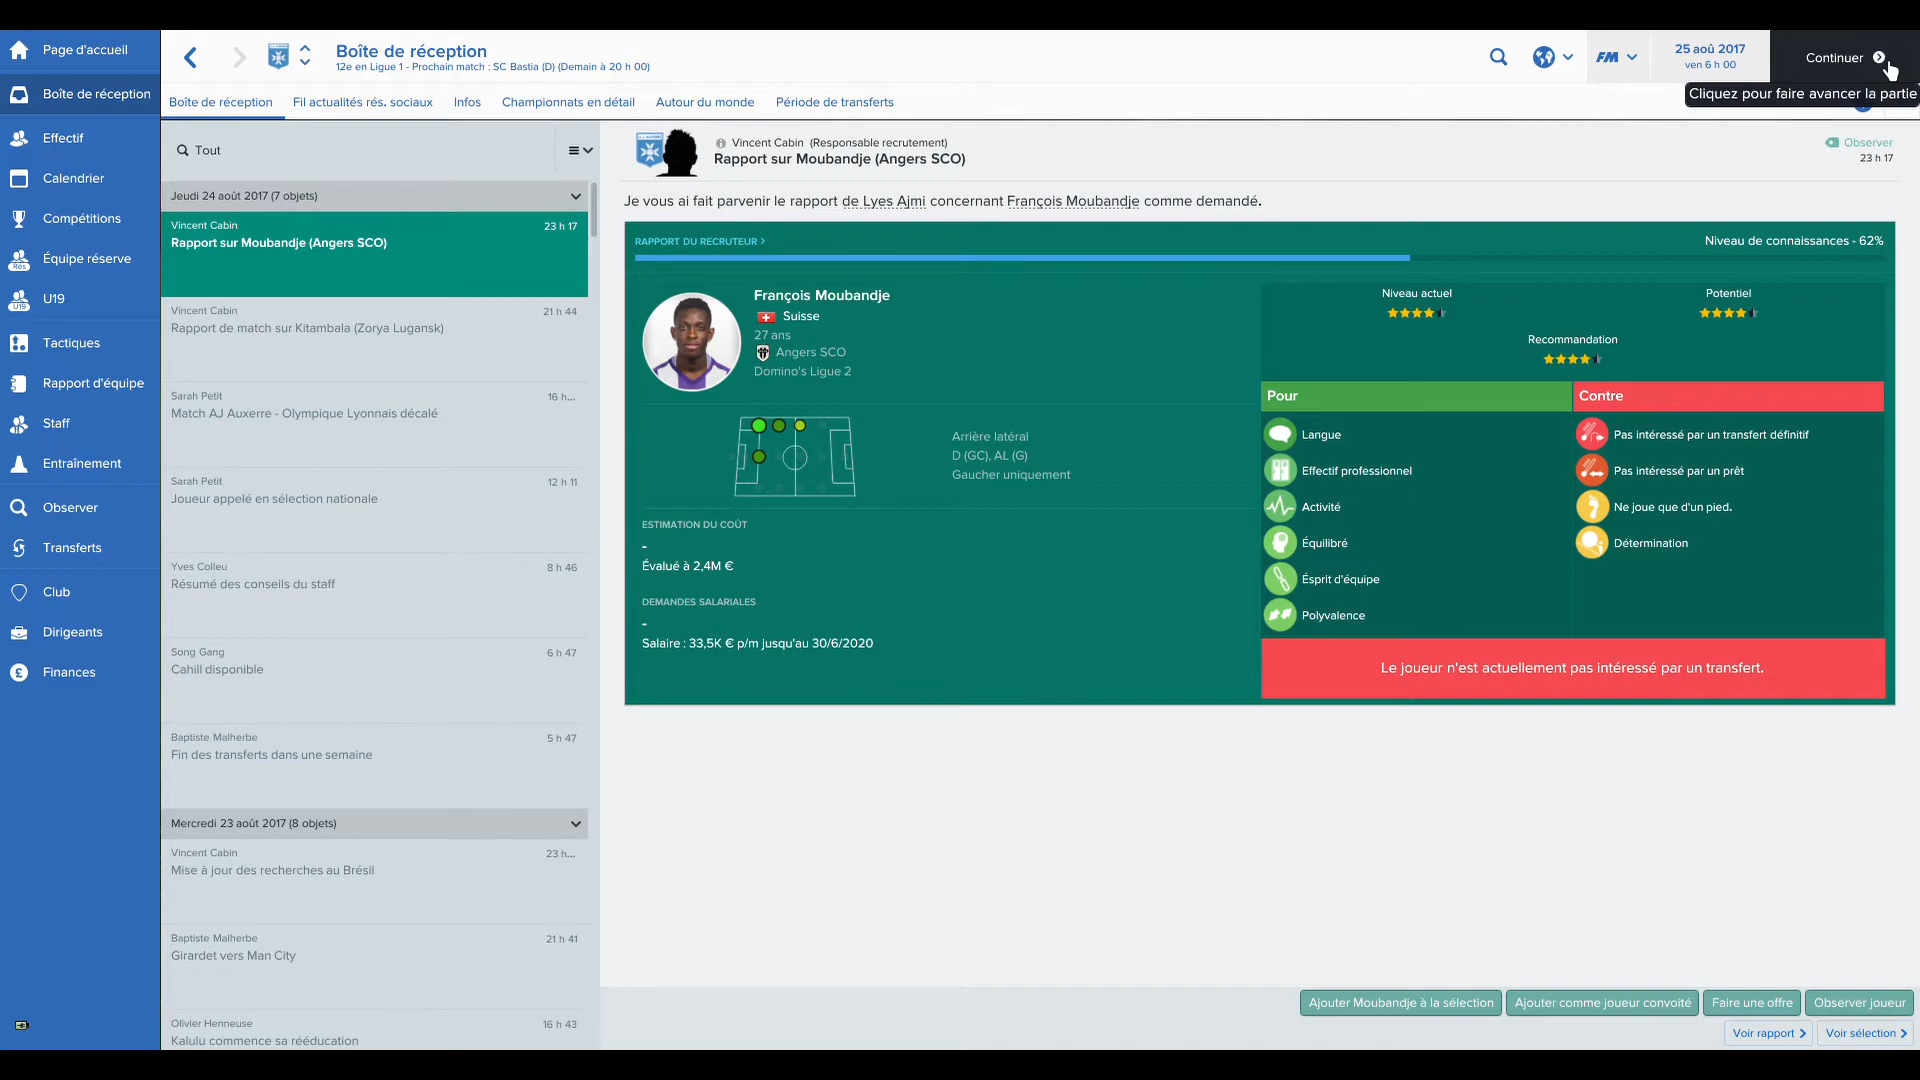 Page d'accueil
Boîte de réception
Effectif
Calendrier
Compétitions
Équipe réserve
U19
Tactiques
Rapport d'équipe
Staff
Entraînement
Observer
Transferts
Club
Dirigeants
Finances
Boîte de réception
12e en Ligue 1 - Prochain match : SC Bastia (D) (Demain à 20 h 00)
FM
25 aoû 2017
ven 6 h 00
Continuer
Cliquez pour faire avancer la partie
Boîte de réception
Fil actualités rés. sociaux
Infos
Championnats en détail
Autour du monde
Période de transferts
Tout
Jeudi 24 août 2017 (7 objets)
Vincent Cabin 23 h 17
Rapport sur Moubandje (Angers SCO)
Vincent Cabin 21 h 44
Rapport de match sur Kitambala (Zorya Lugansk)
Sarah Petit 16 h...
Match AJ Auxerre - Olympique Lyonnais décalé
Sarah Petit 12 h 11
Joueur appelé en sélection nationale
Yves Colleu 8 h 46
Résumé des conseils du staff
Song Gang 6 h 47
Cahill disponible
Baptiste Malherbe 5 h 47
Fin des transferts dans une semaine
Mercredi 23 août 2017 (8 objets)
Vincent Cabin 23 h...
Mise à jour des recherches au Brésil
Baptiste Malherbe 21 h 41
Girardet vers Man City
Olivier Henneuse 16 h 43
Kalulu commence sa rééducation
Vincent Cabin (Responsable recrutement)
Rapport sur Moubandje (Angers SCO)
Observer
23 h 17
Je vous ai fait parvenir le rapport de Lyes Ajmi concernant François Moubandje comme demandé.
RAPPORT DU RECRUTEUR >
Niveau de connaissances - 62%
François Moubandje
Suisse
27 ans
Angers SCO
Domino's Ligue 2
Arrière latéral
D (GC), AL (G)
Gaucher uniquement
ESTIMATION DU COÛT
-
Évalué à 2,4M €
DEMANDES SALARIALES
-
Salaire : 33,5K € p/m jusqu'au 30/6/2020
Niveau actuel
Potentiel
Recommandation
Pour
Langue
Effectif professionnel
Activité
Équilibré
Ésprit d'équipe
Polyvalence
Contre
Pas intéressé par un transfert définitif
Pas intéressé par un prêt
Ne joue que d'un pied.
Détermination
Le joueur n'est actuellement pas intéressé par un transfert.
Ajouter Moubandje à la sélection
Ajouter comme joueur convoité
Faire une offre
Observer joueur
Voir rapport >
Voir sélection >